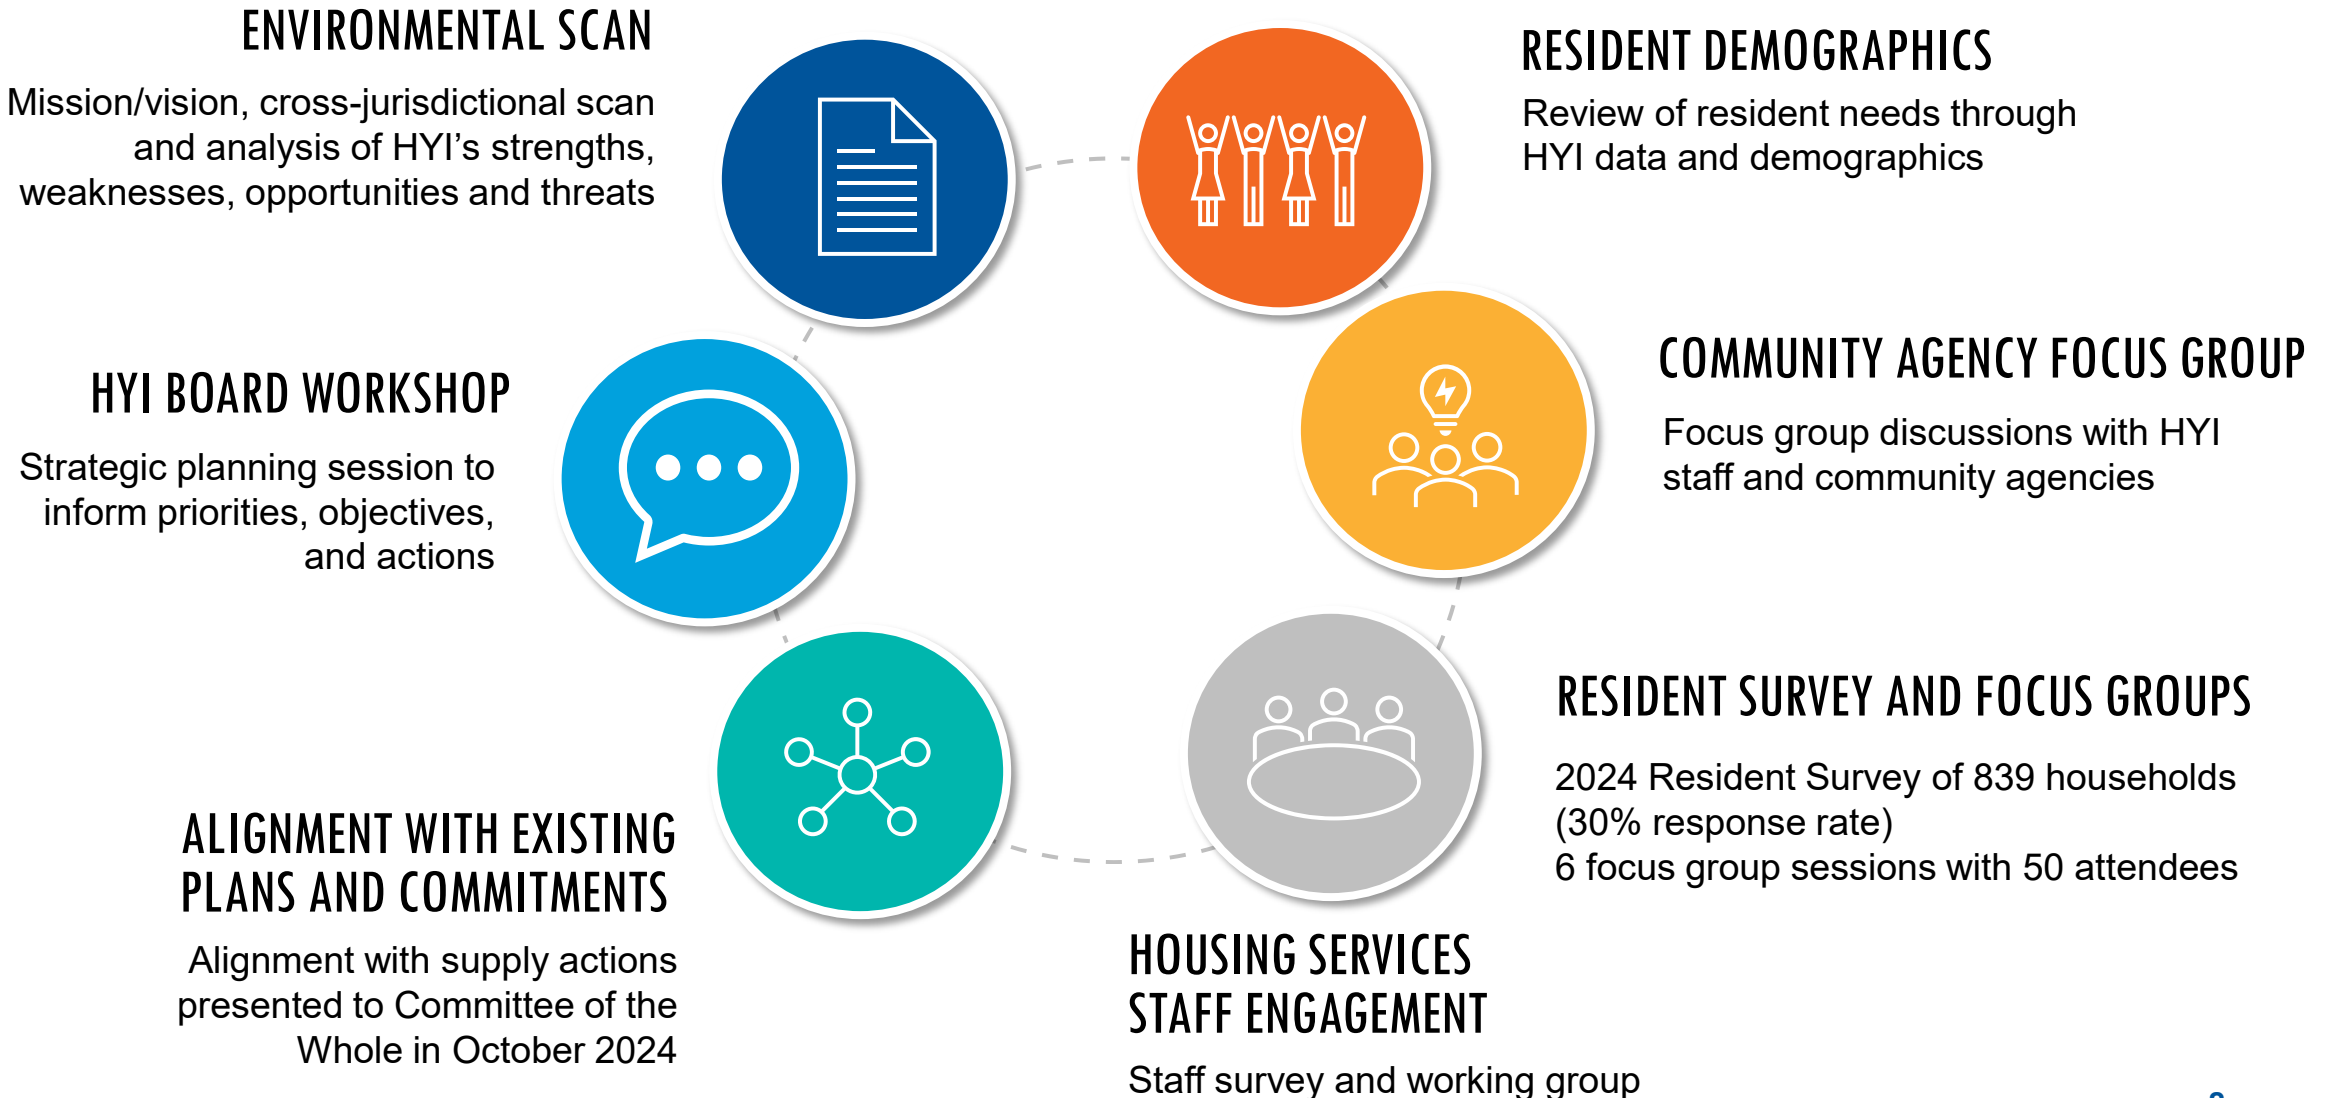 ENVIRONMENTAL SCAN
Mission/vision, cross-jurisdictional scan
and analysis of HYI’s strengths,
weaknesses, opportunities and threats
RESIDENT DEMOGRAPHICS
Review of resident needs through
HYI data and demographics
HYI BOARD WORKSHOP
Strategic planning session to
inform priorities, objectives,
and actions
COMMUNITY AGENCY FOCUS GROUP
Focus group discussions with HYI
staff and community agencies
RESIDENT SURVEY AND FOCUS GROUPS
2024 Resident Survey of 839 households
(30% response rate)
6 focus group sessions with 50 attendees
ALIGNMENT WITH EXISTING
PLANS AND COMMITMENTS
Alignment with supply actions
presented to Committee of the
Whole in October 2024
HOUSING SERVICES
STAFF ENGAGEMENT
Staff survey and working group